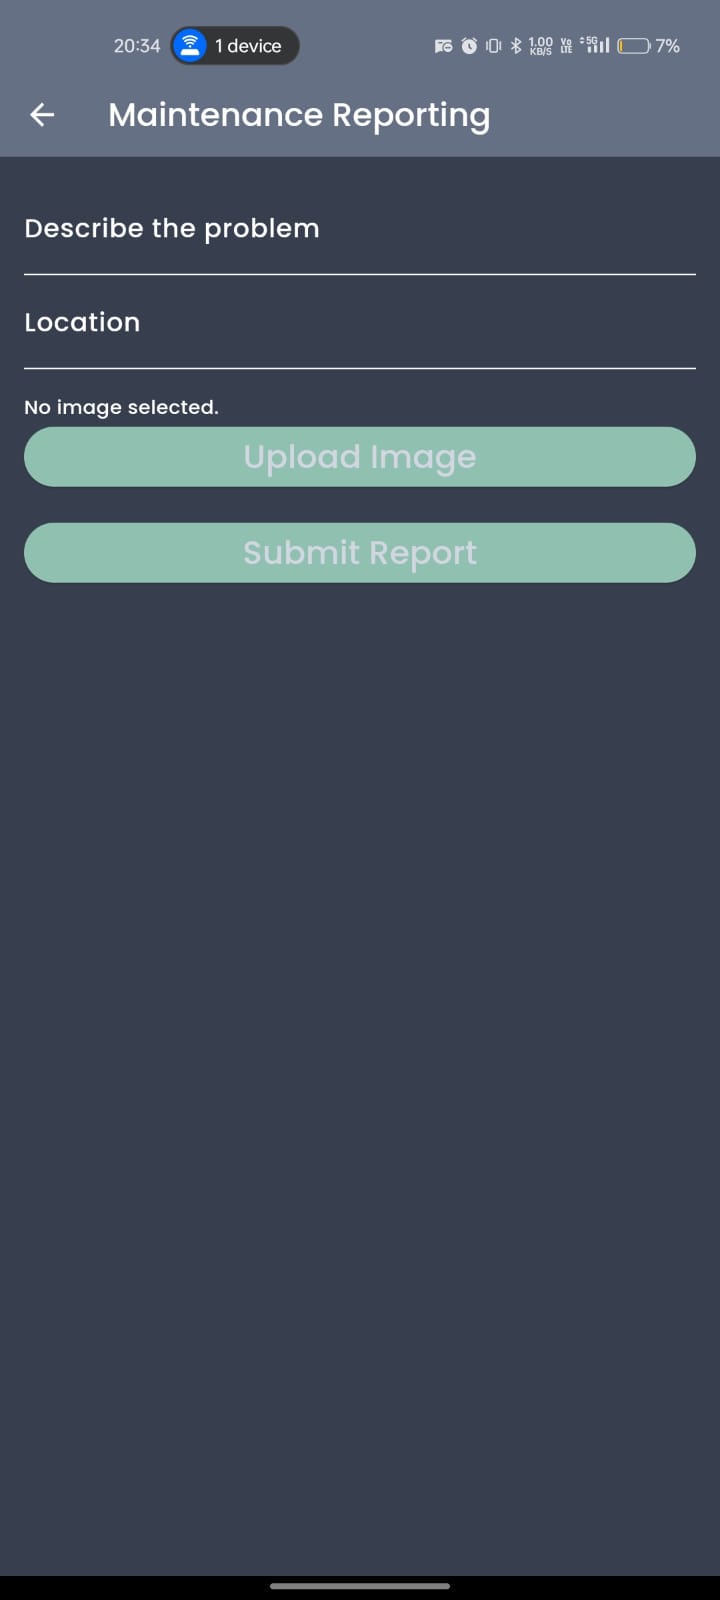 20:34 1 device 1.00 KB/S Vo LTE 5G 7%
Maintenance Reporting
Describe the problem
Location
No image selected.
Upload Image
Submit Report